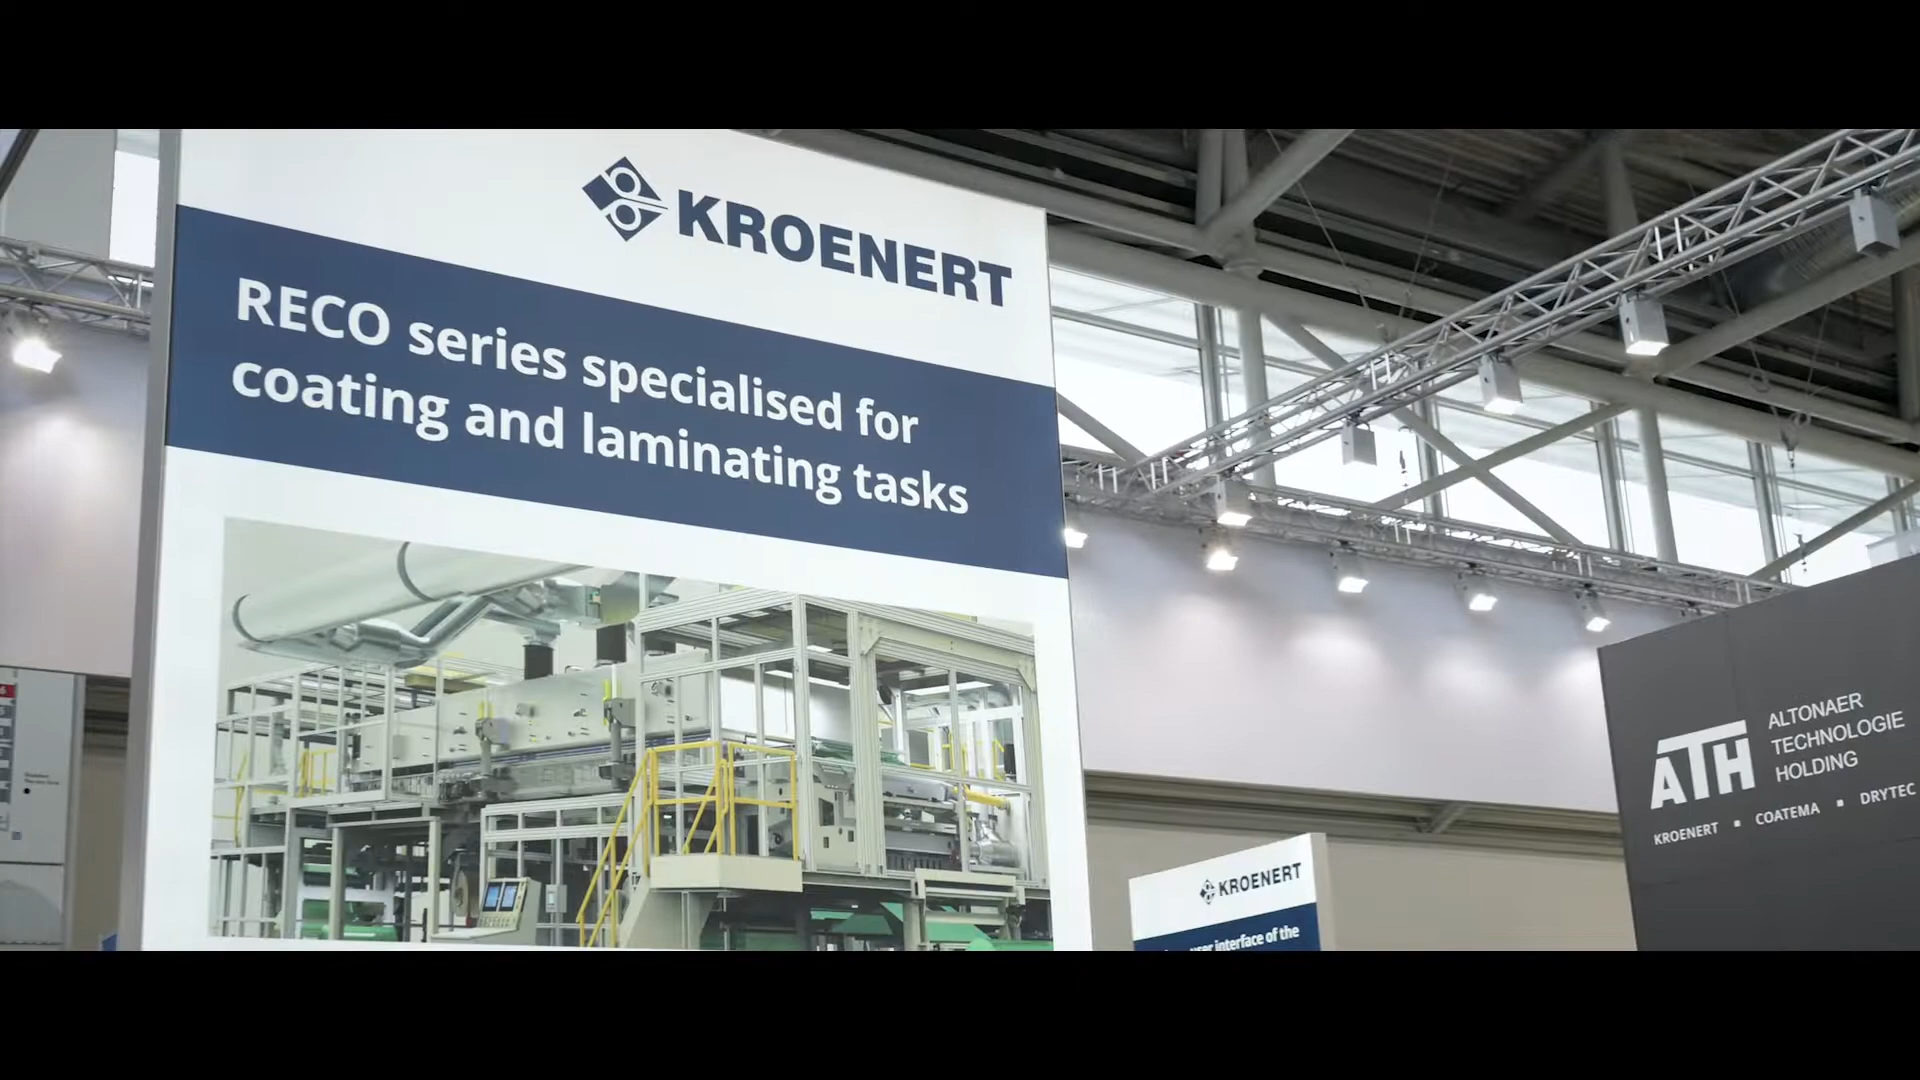 KROENERT
RECO series specialised for
coating and laminating tasks
KROENERT
user interface of the
ATH
ALTONAER
TECHNOLOGIE
HOLDING
KROENERT ▪ COATEMA ▪ DRYTEC